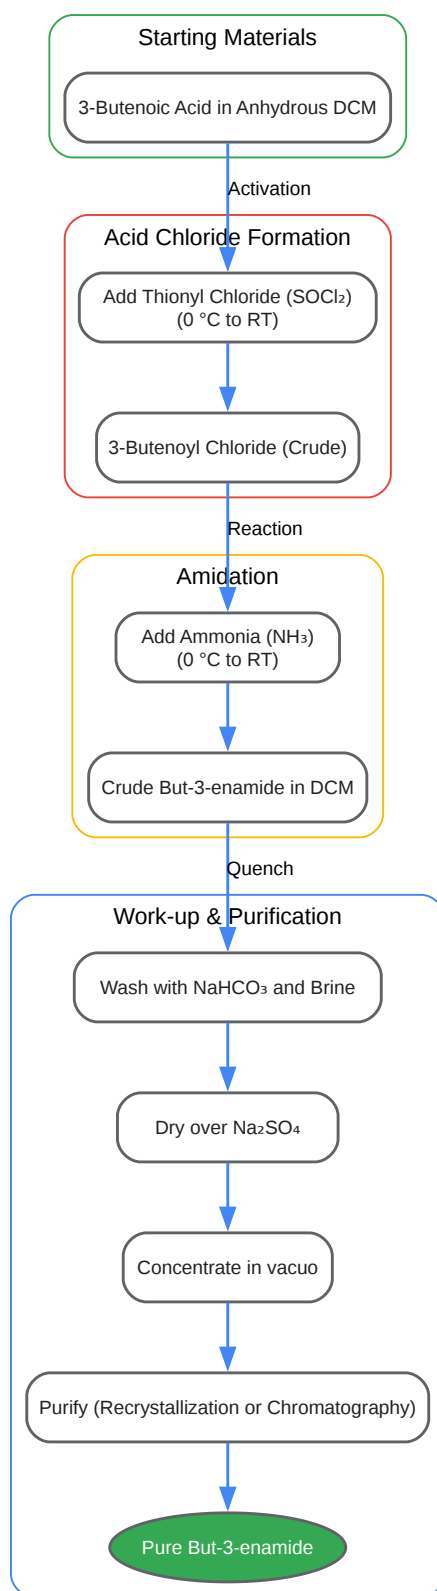 Starting Materials
3-Butenoic Acid in Anhydrous DCM
Activation
Acid Chloride Formation
Add Thionyl Chloride (SOCl₂)
(0 °C to RT)
3-Butenoyl Chloride (Crude)
Reaction
Amidation
Add Ammonia (NH₃)
(0 °C to RT)
Crude But-3-enamide in DCM
Quench
Work-up & Purification
Wash with NaHCO₃ and Brine
Dry over Na₂SO₄
Concentrate in vacuo
Purify (Recrystallization or Chromatography)
Pure But-3-enamide